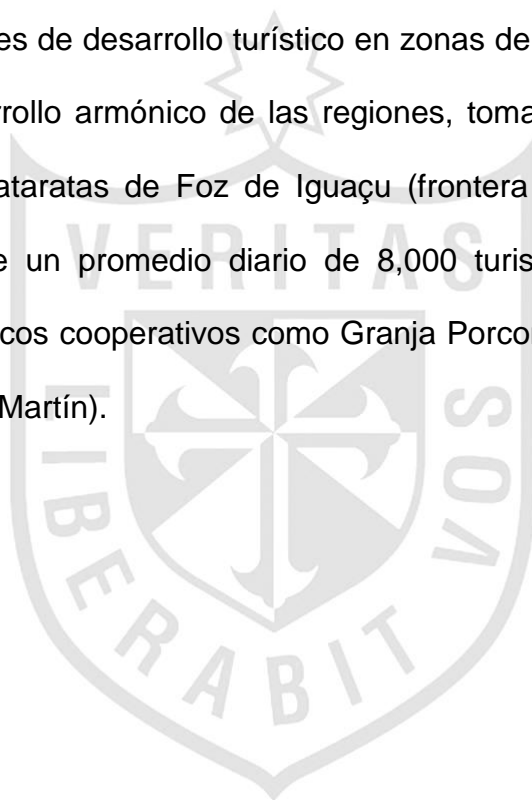 es de desarrollo turístico en zonas de
rrollo armónico de las regiones, toma
ataratas de Foz de Iguaçu (frontera
e un promedio diario de 8,000 turis
icos cooperativos como Granja Porco
Martín).
VERITAS
LIBERABIT VOS